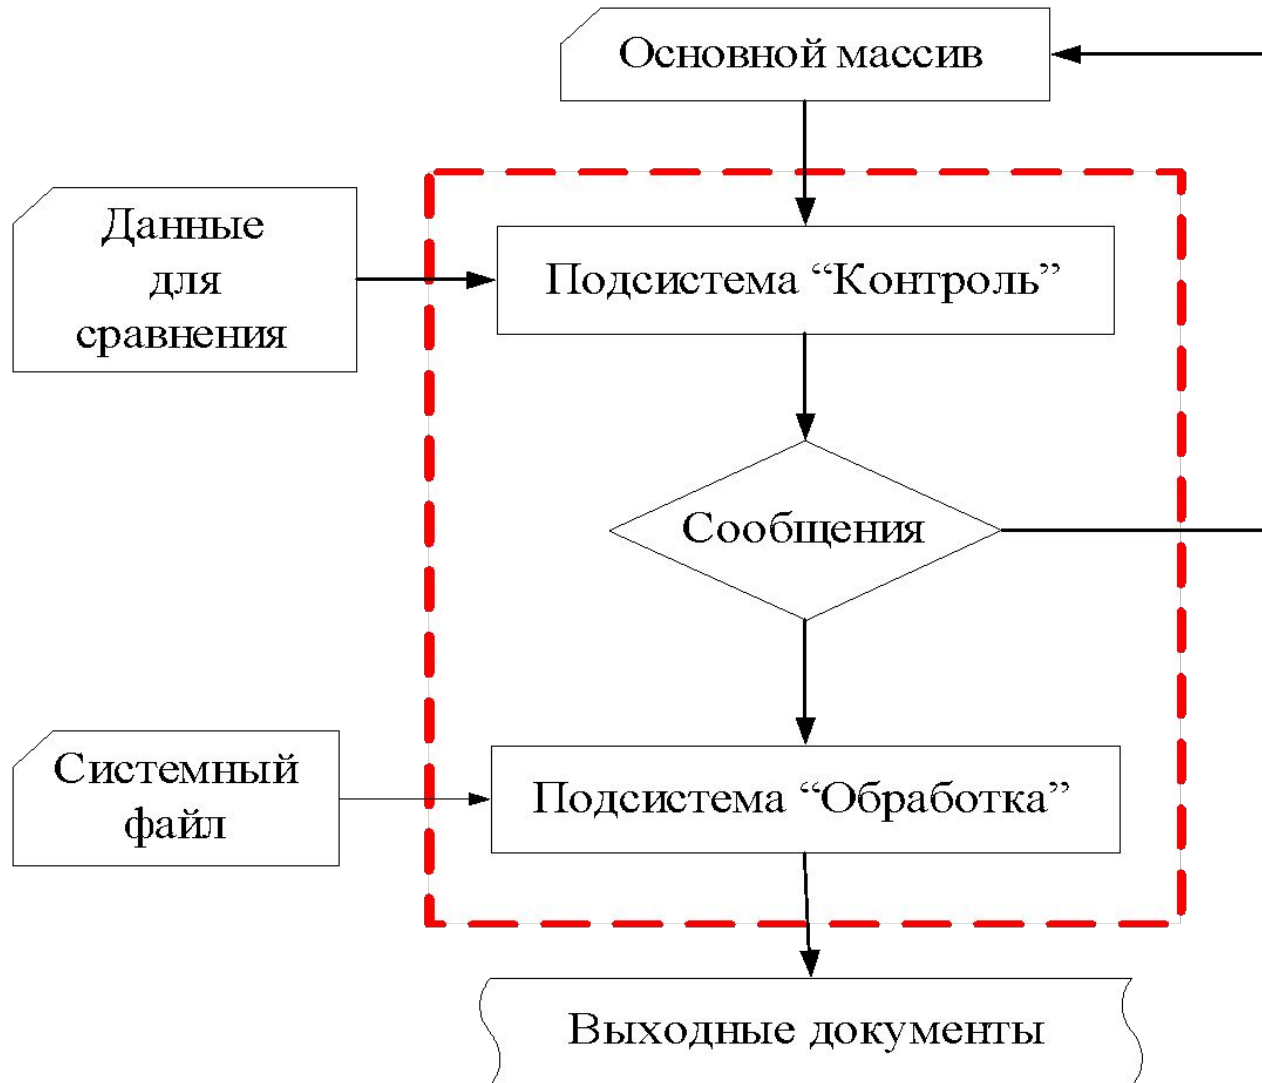 Основной массив
Данные
для
сравнения
Подсистема “Контроль”
Сообщения
Системный
файл
Подсистема “Обработка”
Выходные документы